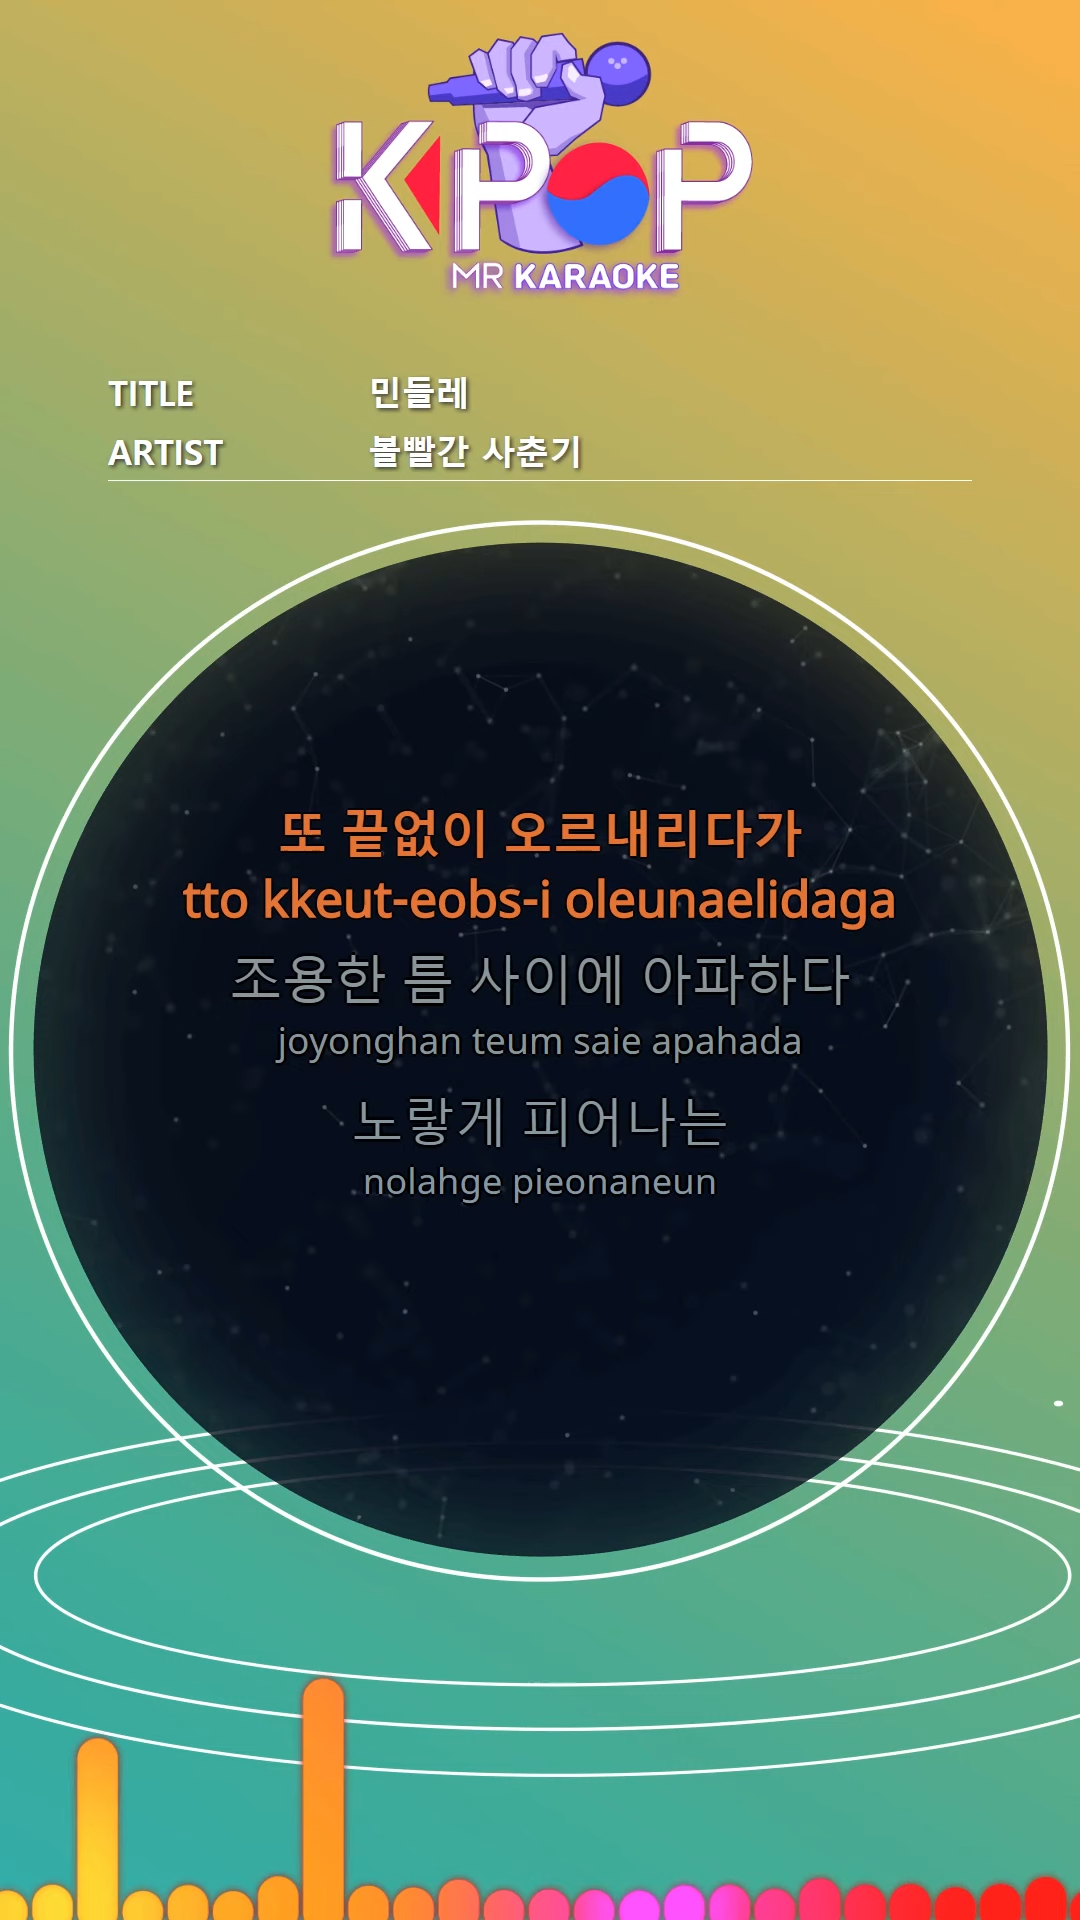 KPOP
MR KARAOKE
TITLE 민들레
ARTIST 볼빨간 사춘기
또 끝없이 오르내리다가
tto kkeut-eobs-i oleunaelidaga
조용한 틈 사이에 아파하다
joyonghan teum saie apahada
노랗게 피어나는
nolahge pieonaneun